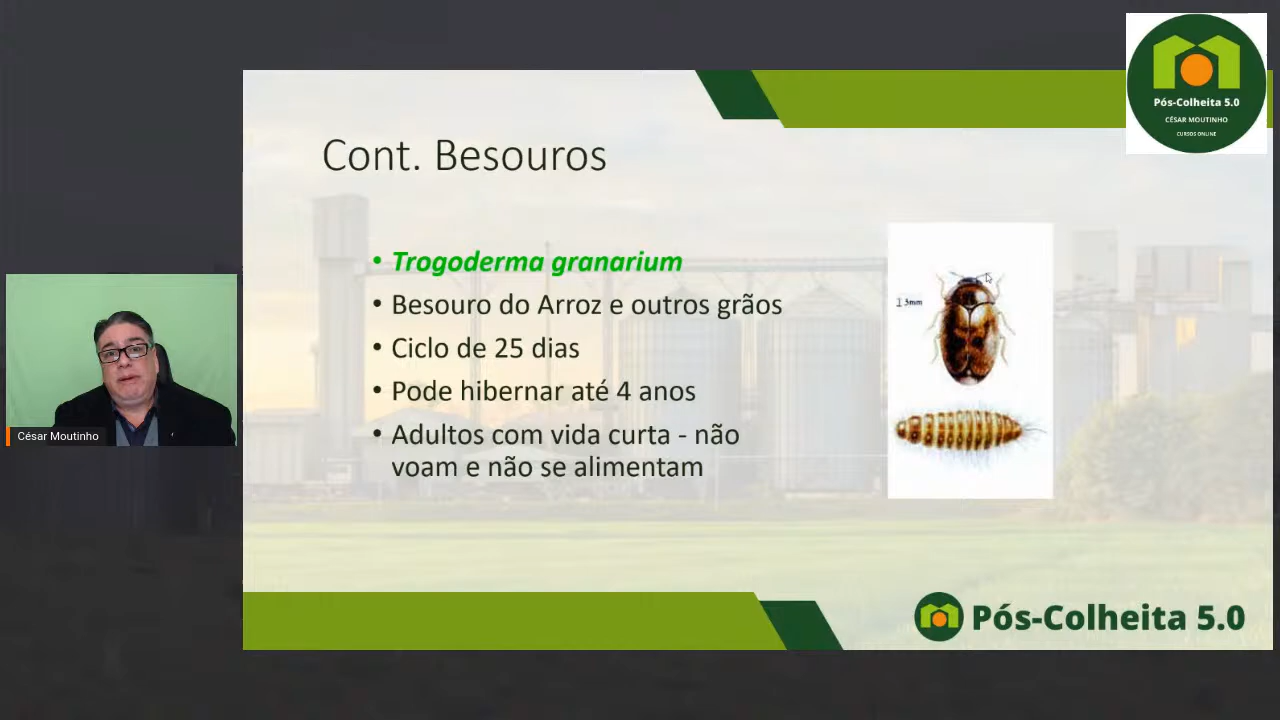 Pós-Colheita 5.0
CÉSAR MOUTINHO
CURSOS ONLINE
Cont. Besouros
• Trogoderma granarium
• Besouro do Arroz e outros grãos
• Ciclo de 25 dias
• Pode hibernar até 4 anos
• Adultos com vida curta - não
voam e não se alimentam
3mm
César Moutinho
Pós-Colheita 5.0